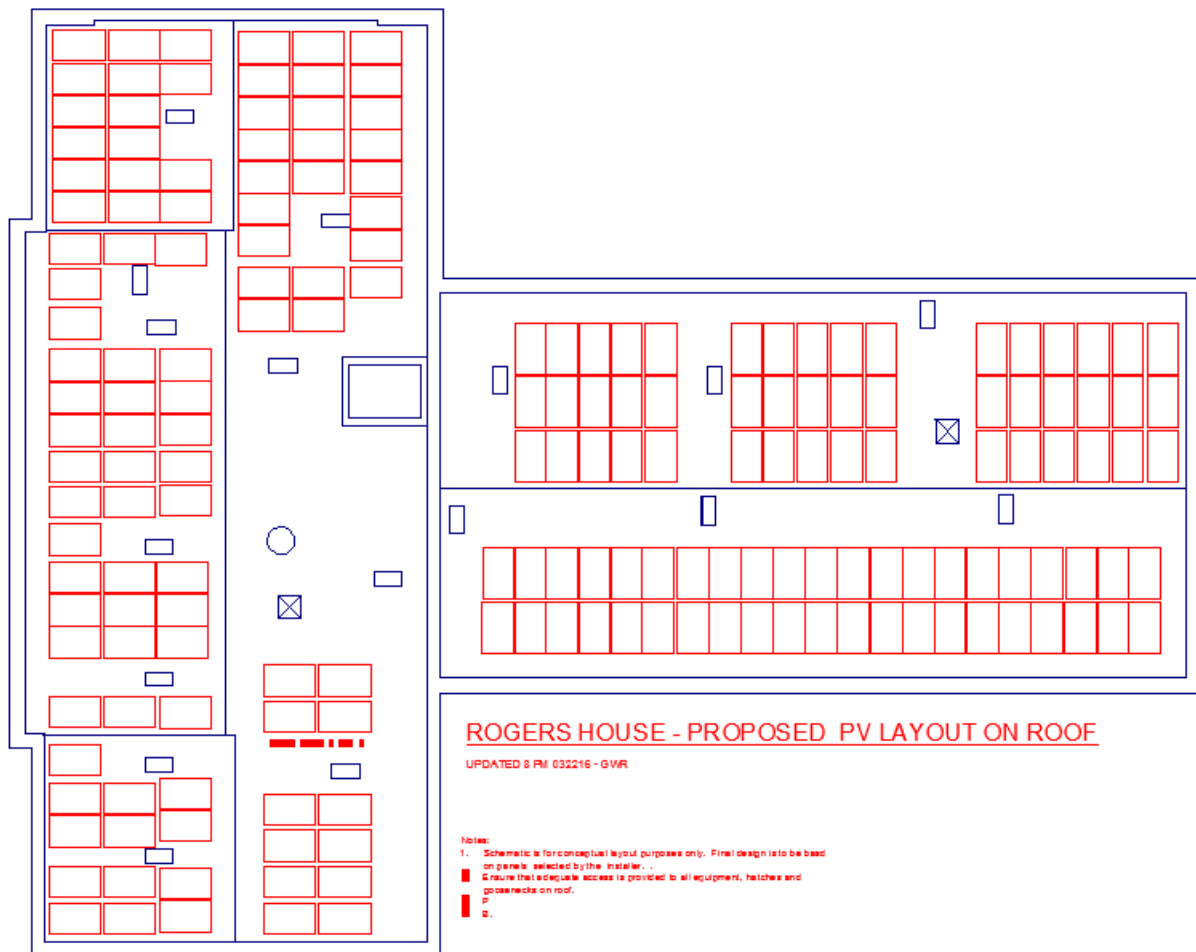 ROGERS HOUSE - PROPOSED PV LAYOUT ON ROOF
UPDATED 8 PM 032216 - GWR
Notes:
1. Schematic is for conceptual layout purposes only. Final design is to be basd
on panels selected by the installer. .
Ensure that adequate access is provided to all equipment, hatches and
goosenecks on roof.
P
B.